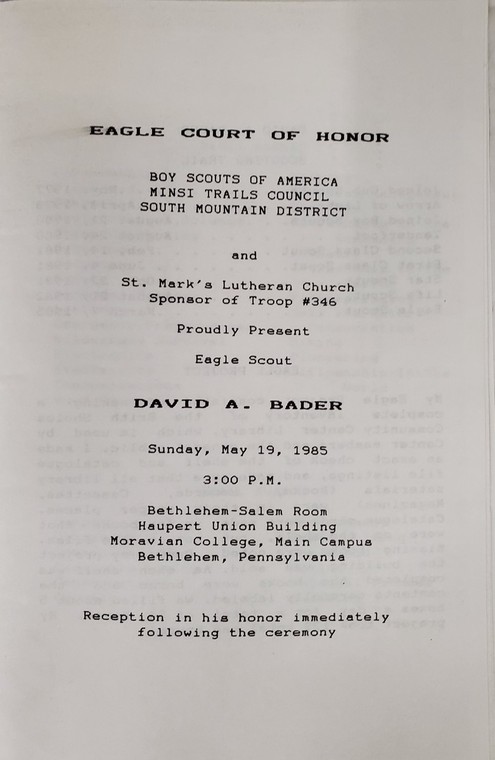 EAGLE COURT OF HONOR
BOY SCOUTS OF AMERICA
MINSI TRAILS COUNCIL
SOUTH MOUNTAIN DISTRICT
and
St. Mark's Lutheran Church
Sponsor of Troop #346
Proudly Present
Eagle Scout
DAVID A. BADER
Sunday, May 19, 1985
3:00 P.M.
Bethlehem-Salem Room
Haupert Union Building
Moravian College, Main Campus
Bethlehem, Pennsylvania
Reception in his honor immediately
following the ceremony